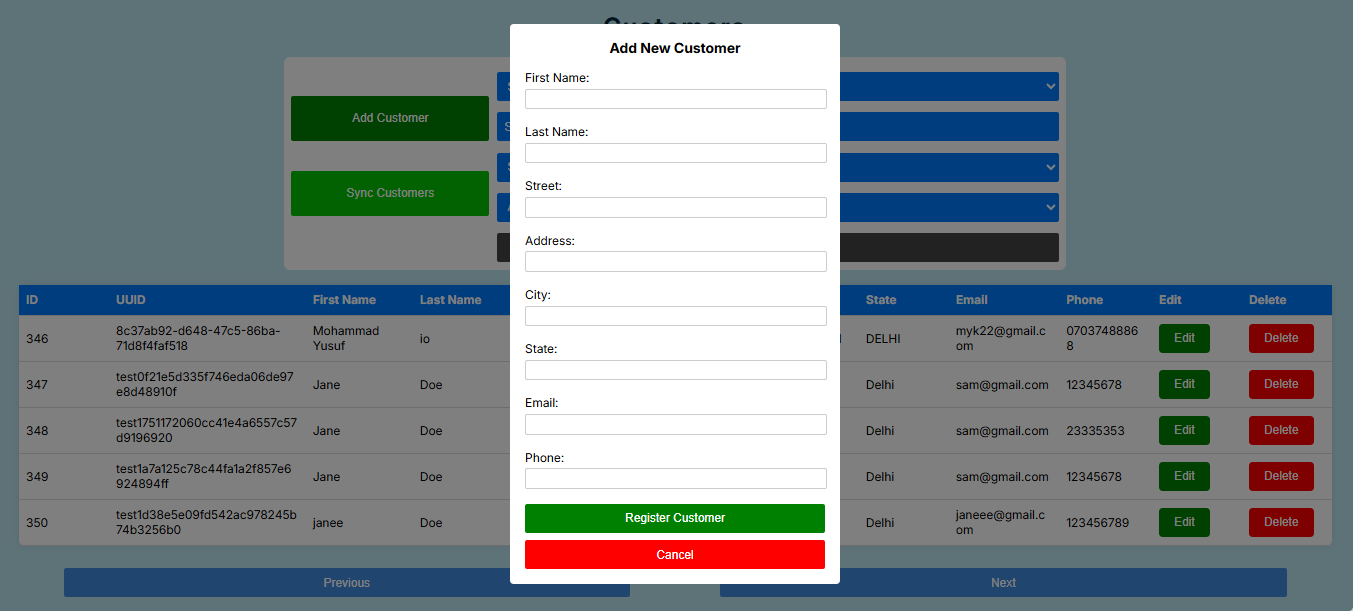 Add New Customer
First Name:
Last Name:
Street:
Address:
City:
State:
Email:
Phone:
Register Customer
Cancel
Add Customer
Sync Customers
ID UUID First Name Last Name State Email Phone Edit Delete
346 8c37ab92-d648-47c5-86ba-71d8f4faf518 Mohammad Yusuf io DELHI myk22@gmail.com 07037488868 Edit Delete
347 test0f21e5d335f746eda06de97e8d48910f Jane Doe Delhi sam@gmail.com 12345678 Edit Delete
348 test1751172060cc41e4a6557c57d9196920 Jane Doe Delhi sam@gmail.com 23335353 Edit Delete
349 test1a7a125c78c44fa1a2f857e6924894ff Jane Doe Delhi sam@gmail.com 12345678 Edit Delete
350 test1d38e5e09fd542ac978245b74b3256b0 janee Doe Delhi janeee@gmail.com 123456789 Edit Delete
Previous Next